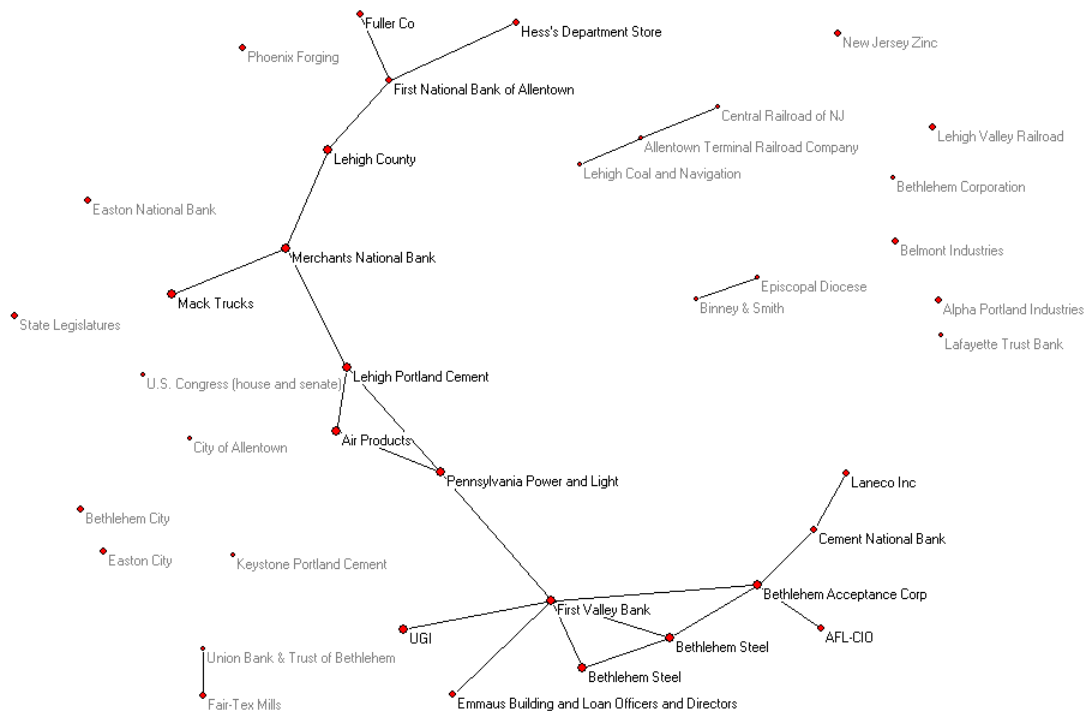 Fuller Co
Hess's Department Store
New Jersey Zinc
Phoenix Forging
First National Bank of Allentown
Central Railroad of NJ
Lehigh Valley Railroad
Allentown Terminal Railroad Company
Lehigh County
Lehigh Coal and Navigation
Bethlehem Corporation
Easton National Bank
Belmont Industries
Merchants National Bank
Episcopal Diocese
Mack Trucks
Binney & Smith
Alpha Portland Industries
State Legislatures
Lafayette Trust Bank
Lehigh Portland Cement
U.S. Congress (house and senate)
Air Products
City of Allentown
Pennsylvania Power and Light
Laneco Inc
Bethlehem City
Cement National Bank
Easton City
Keystone Portland Cement
Bethlehem Acceptance Corp
First Valley Bank
UGI
AFL-CIO
Bethlehem Steel
Union Bank & Trust of Bethlehem
Bethlehem Steel
Fair-Tex Mills
Emmaus Building and Loan Officers and Directors